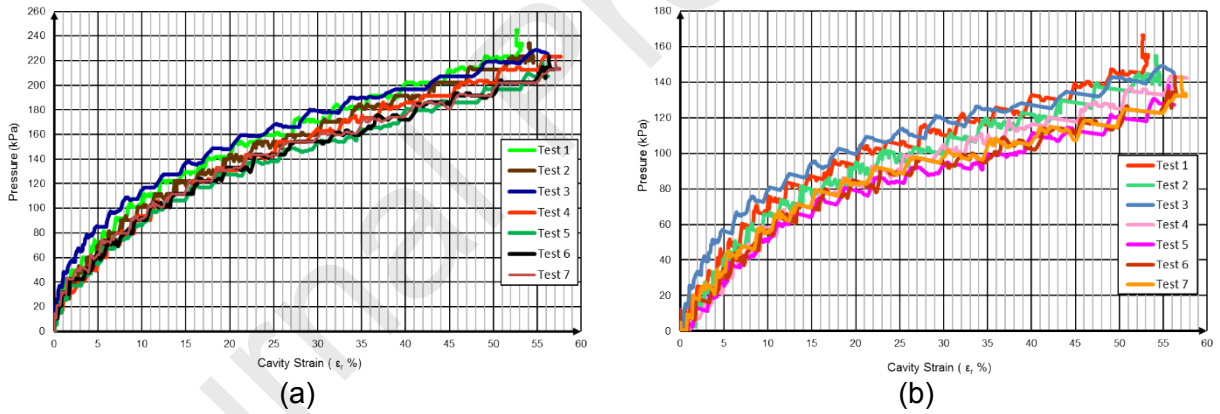 260
240
220
200
180
160
140
120
100
80
60
40
20
0
Pressure (kPa)
0 5 10 15 20 25 30 35 40 45 50 55 60
Cavity Strain ( εr %)
Test 1
Test 2
Test 3
Test 4
Test 5
Test 6
Test 7
(a)
180
160
140
120
100
80
60
40
20
0
Presure (kPa)
0 5 10 15 20 25 30 35 40 45 50 55 60
Cavity Strain ( εr %)
Test 1
Test 2
Test 3
Test 4
Test 5
Test 6
Test 7
(b)